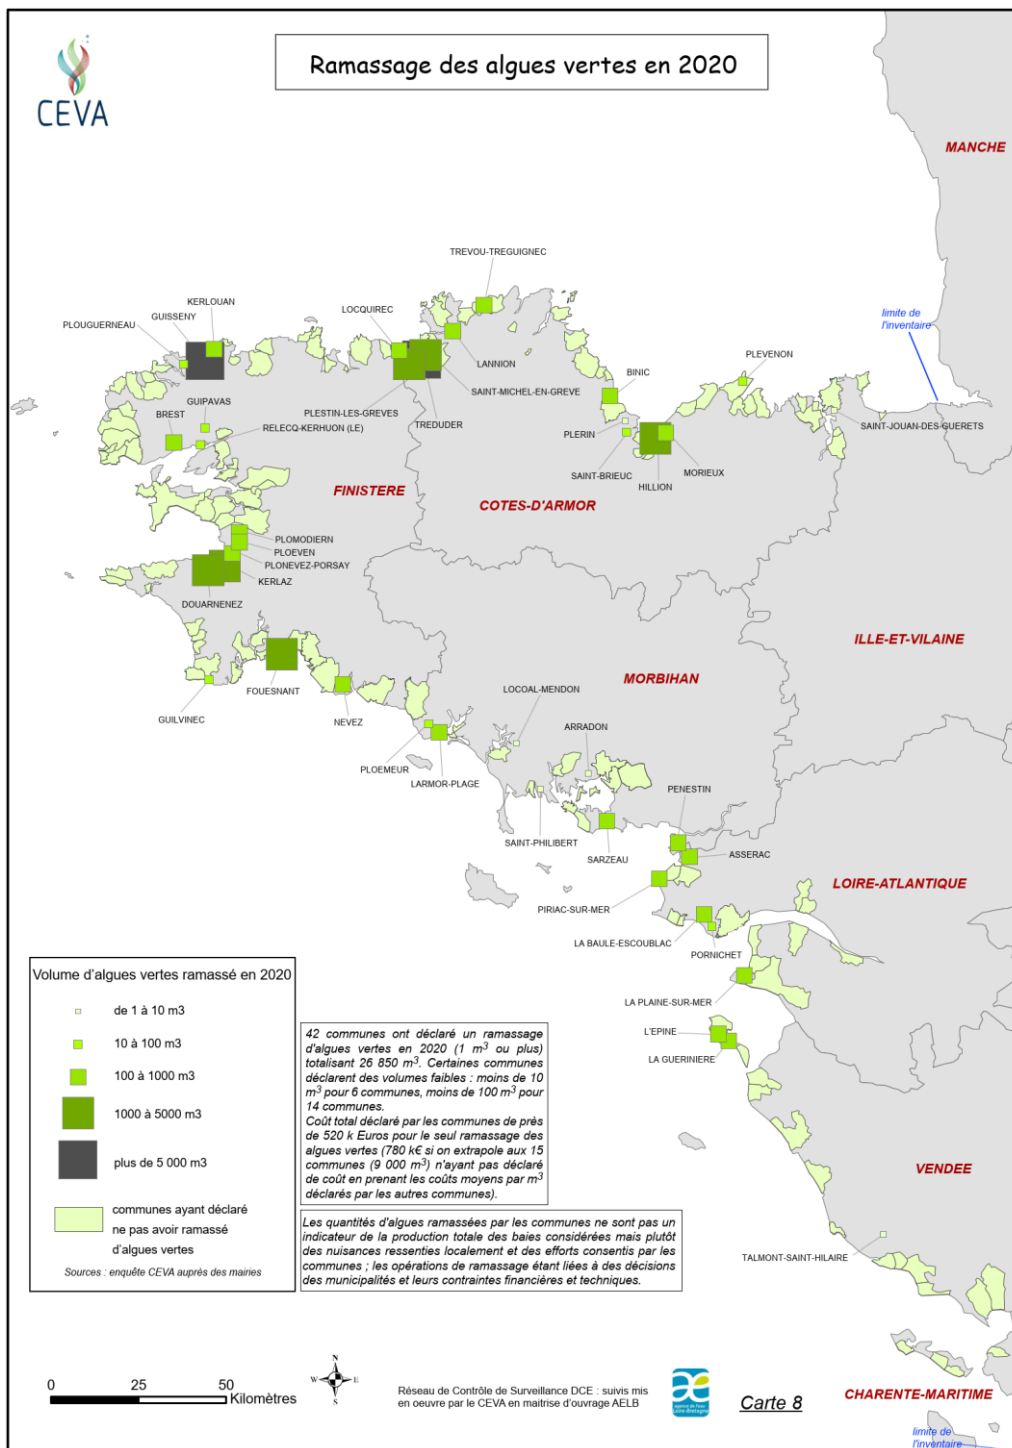 CEVA
Ramassage des algues vertes en 2020
MANCHE
TREVOU-TREGUIGNEC
KERLOUAN
GUISSENY
PLOUGUERNEAU
LOCQUIREC
limite de
l'inventaire
LANNION
SAINT-MICHEL-EN-GREVE
PLEVENON
BINIC
GUIPAVAS
BREST
PLESTIN-LES-GREVES
TREDUDER
RELECQ-KERHUON (LE)
PLERIN
SAINT-JOUAN-DES-GUERETS
SAINT-BRIEUC
MORIEUX
HILLION
FINISTERE
COTES-D'ARMOR
PLOMODIERN
PLOEVEN
PLONEVEZ-PORSAY
KERLAZ
DOUARNENEZ
ILLE-ET-VILAINE
MORBIHAN
FOUESNANT
LOCOAL-MENDON
GUILVINEC
NEVEZ
ARRADON
PLOEMEUR
LARMOR-PLAGE
PENESTIN
SAINT-PHILIBERT
SARZEAU
ASSERAC
LOIRE-ATLANTIQUE
PIRIAC-SUR-MER
LA BAULE-ESCOUBLAC
PORNICHET
LA PLAINE-SUR-MER
L'EPINE
LA GUERINIERE
VENDEE
TALMONT-SAINT-HILAIRE
CHARENTE-MARITIME
limite de
l'inventaire
Volume d'algues vertes ramassé en 2020
de 1 à 10 m3
10 à 100 m3
100 à 1000 m3
1000 à 5000 m3
plus de 5 000 m3
communes ayant déclaré
ne pas avoir ramassé
d'algues vertes
Sources : enquête CEVA auprès des mairies
42 communes ont déclaré un ramassage
d'algues vertes en 2020 (1 m³ ou plus)
totalisant 26 850 m³. Certaines communes
déclarent des volumes faibles : moins de 10
m³ pour 6 communes, moins de 100 m³ pour
14 communes.
Coût total déclaré par les communes de près
de 520 k Euros pour le seul ramassage des
algues vertes (780 k€ si on extrapole aux 15
communes (9 000 m³) n'ayant pas déclaré
de coût en prenant les coûts moyens par m³
déclarés par les autres communes).
Les quantités d'algues ramassées par les communes ne sont pas un
indicateur de la production totale des baies considérées mais plutôt
des nuisances ressenties localement et des efforts consentis par les
communes ; les opérations de ramassage étant liées à des décisions
des municipalités et leurs contraintes financières et techniques.
0 25 50
Kilomètres
N
W E
S
Réseau de Contrôle de Surveillance DCE : suivis mis
en oeuvre par le CEVA en maitrise d'ouvrage AELB
ae
agence de l'eau
Loire-Bretagne
Carte 8